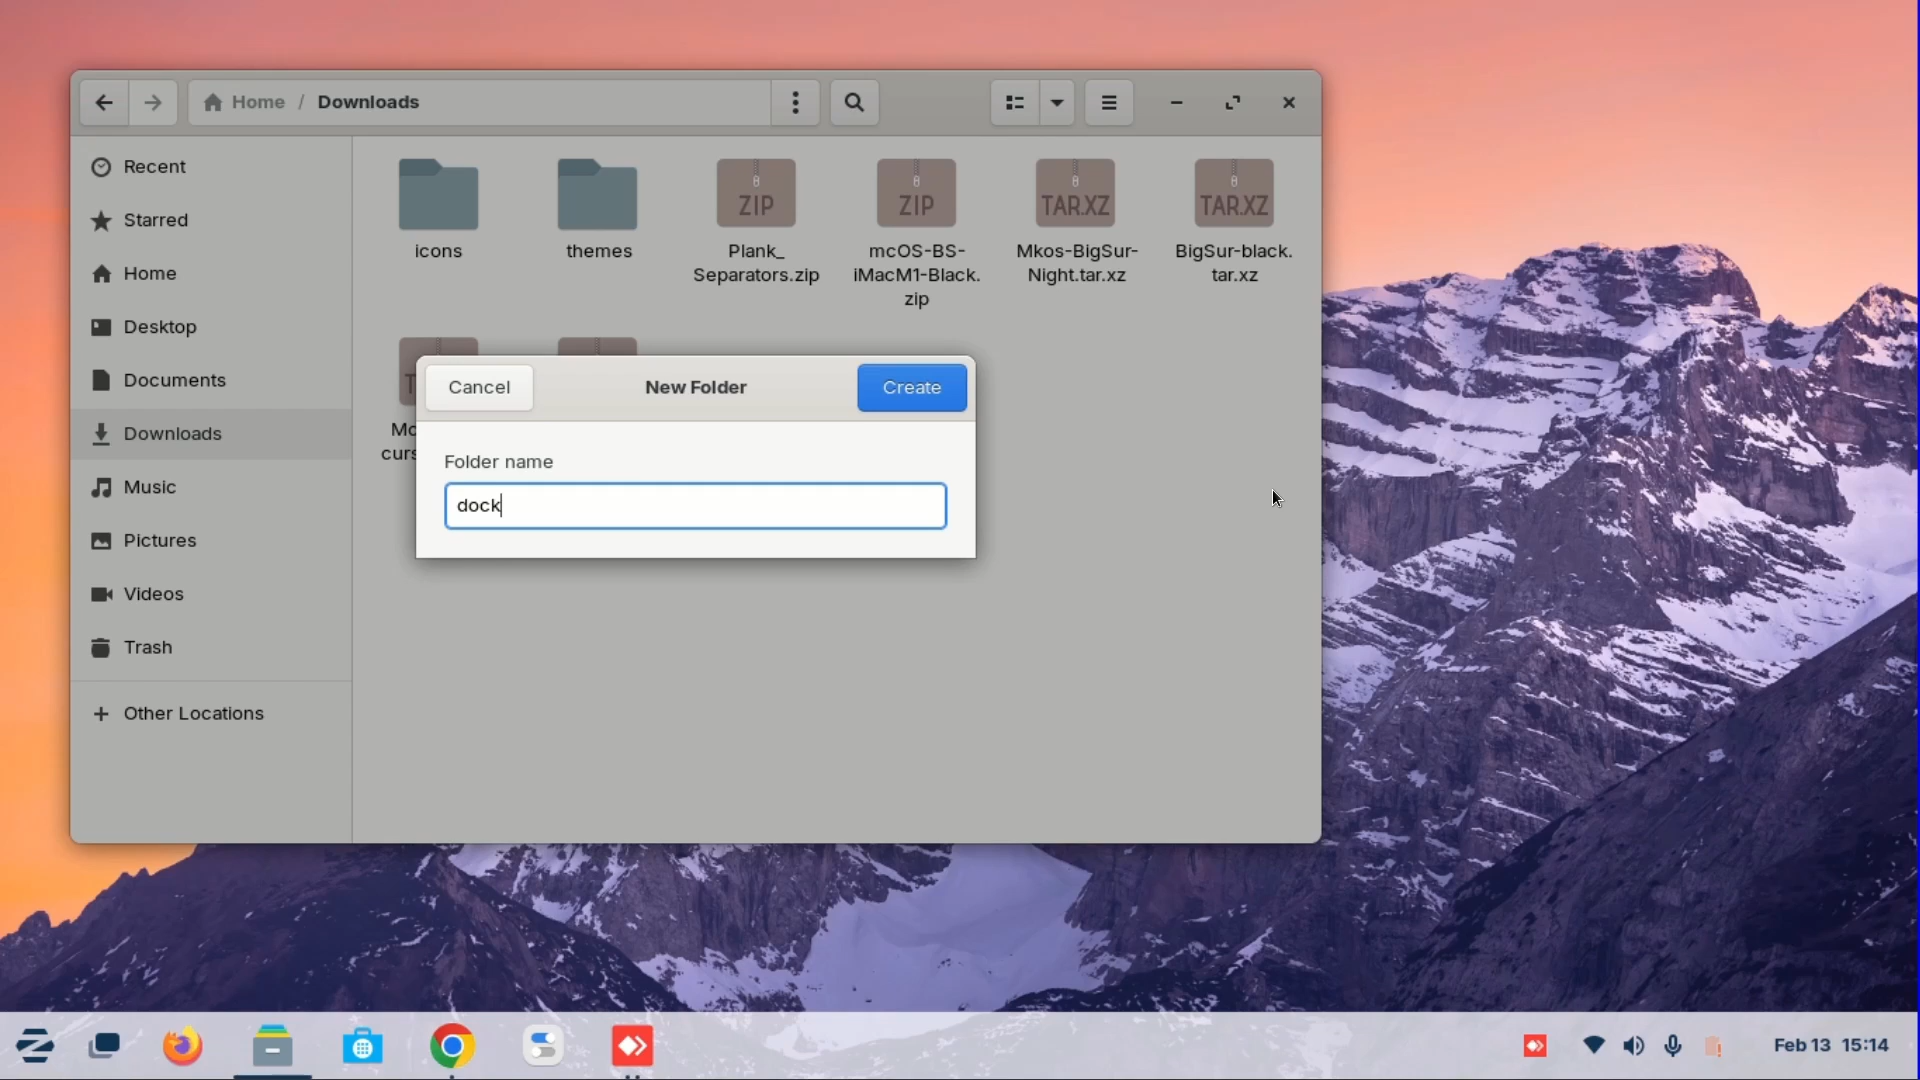 Home / Downloads
Recent
Starred
Home
Desktop
Documents
Downloads
Music
Pictures
Videos
Trash
Other Locations
icons
themes
ZIP
Plank_
Separators.zip
ZIP
mcOS-BS-
iMacM1-Black.
zip
TAR.XZ
Mkos-BigSur-
Night.tar.xz
TAR.XZ
BigSur-black.
tar.xz
Cancel
New Folder
Create
Folder name
dock
Feb 13 15:14